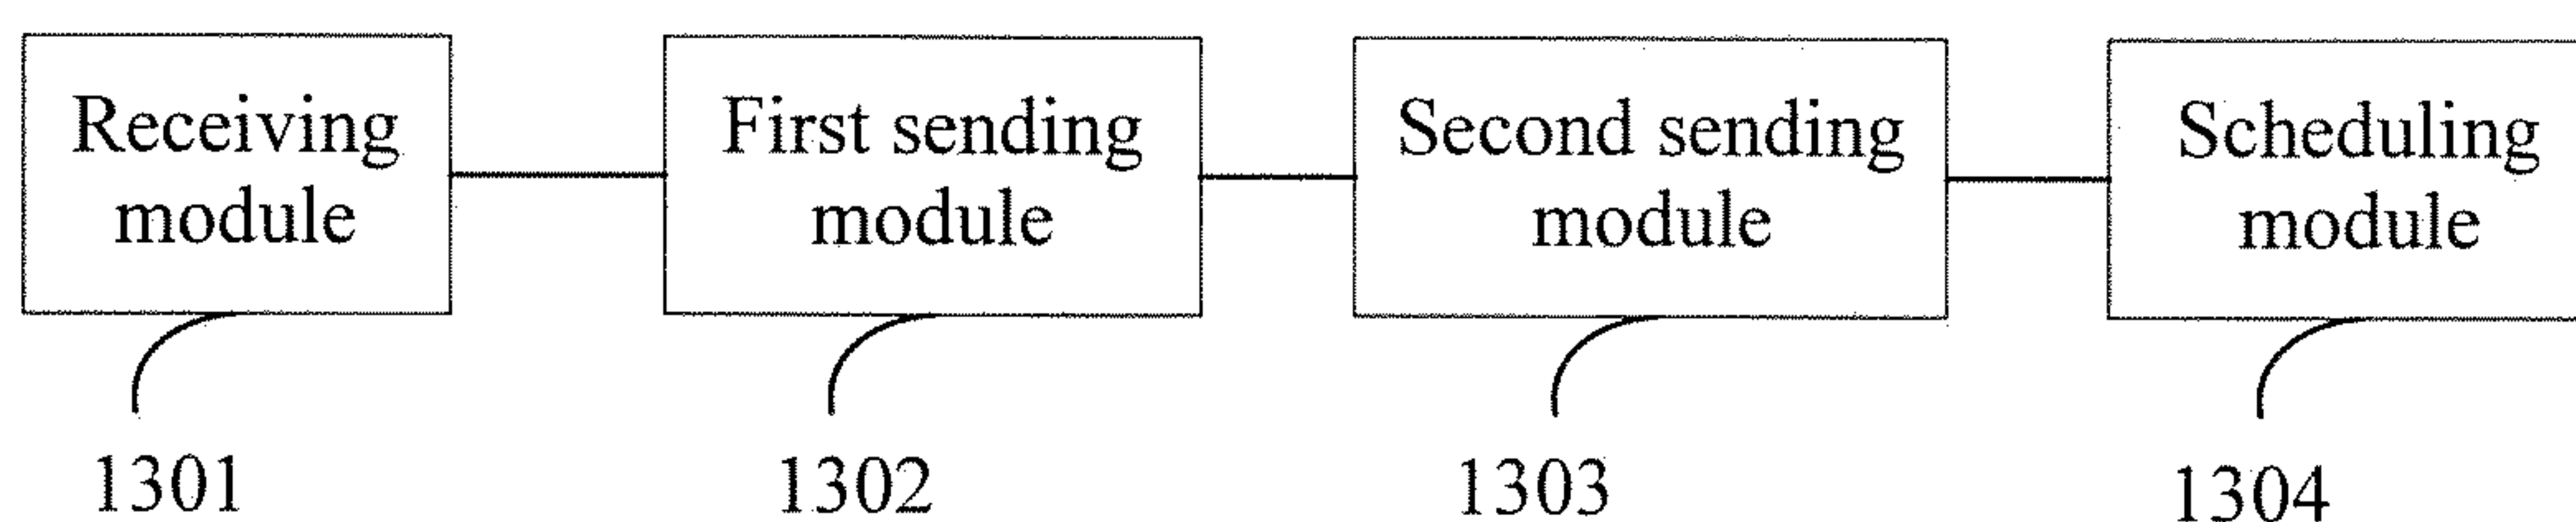 Receiving
module
First sending
module
Second sending
module
Scheduling
module
1301
1302
1303
1304